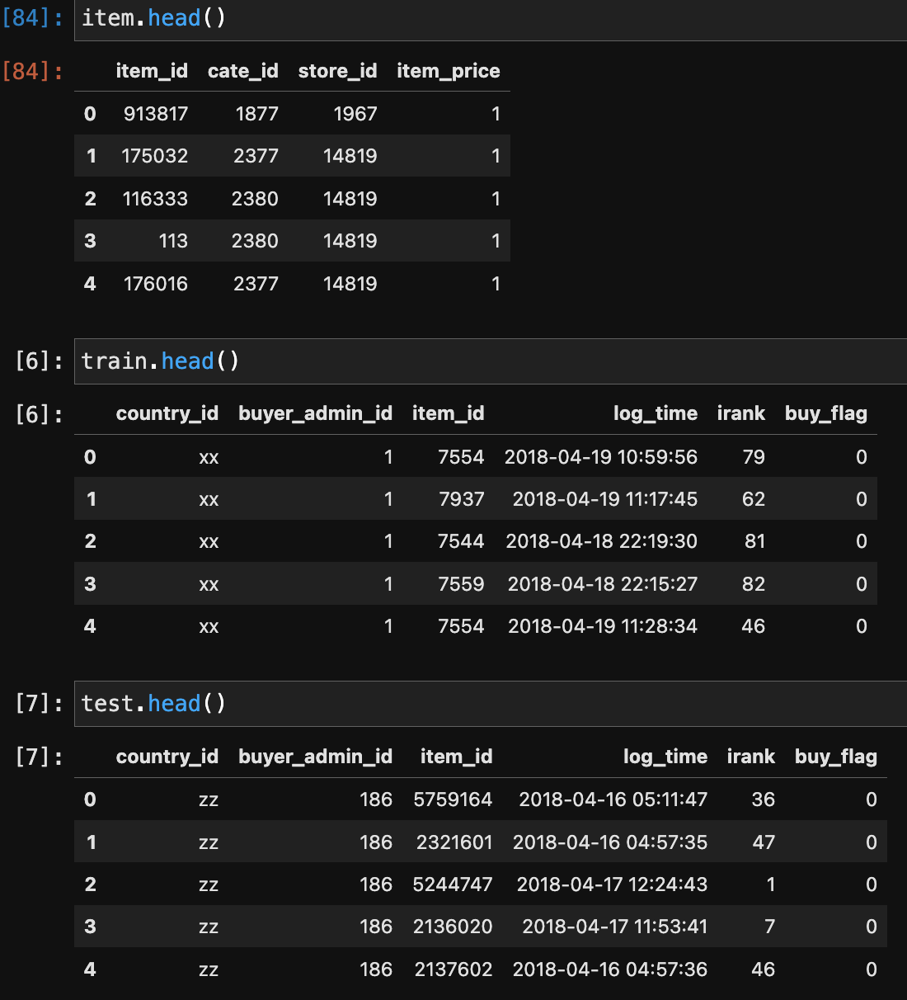 [84]: item.head()
[84]: item_id cate_id store_id item_price
0 913817 1877 1967 1
1 175032 2377 14819 1
2 116333 2380 14819 1
3 113 2380 14819 1
4 176016 2377 14819 1
[6]: train.head()
[6]: country_id buyer_admin_id item_id log_time irank buy_flag
0 xx 1 7554 2018-04-19 10:59:56 79 0
1 xx 1 7937 2018-04-19 11:17:45 62 0
2 xx 1 7544 2018-04-18 22:19:30 81 0
3 xx 1 7559 2018-04-18 22:15:27 82 0
4 xx 1 7554 2018-04-19 11:28:34 46 0
[7]: test.head()
[7]: country_id buyer_admin_id item_id log_time irank buy_flag
0 zz 186 5759164 2018-04-16 05:11:47 36 0
1 zz 186 2321601 2018-04-16 04:57:35 47 0
2 zz 186 5244747 2018-04-17 12:24:43 1 0
3 zz 186 2136020 2018-04-17 11:53:41 7 0
4 zz 186 2137602 2018-04-16 04:57:36 46 0